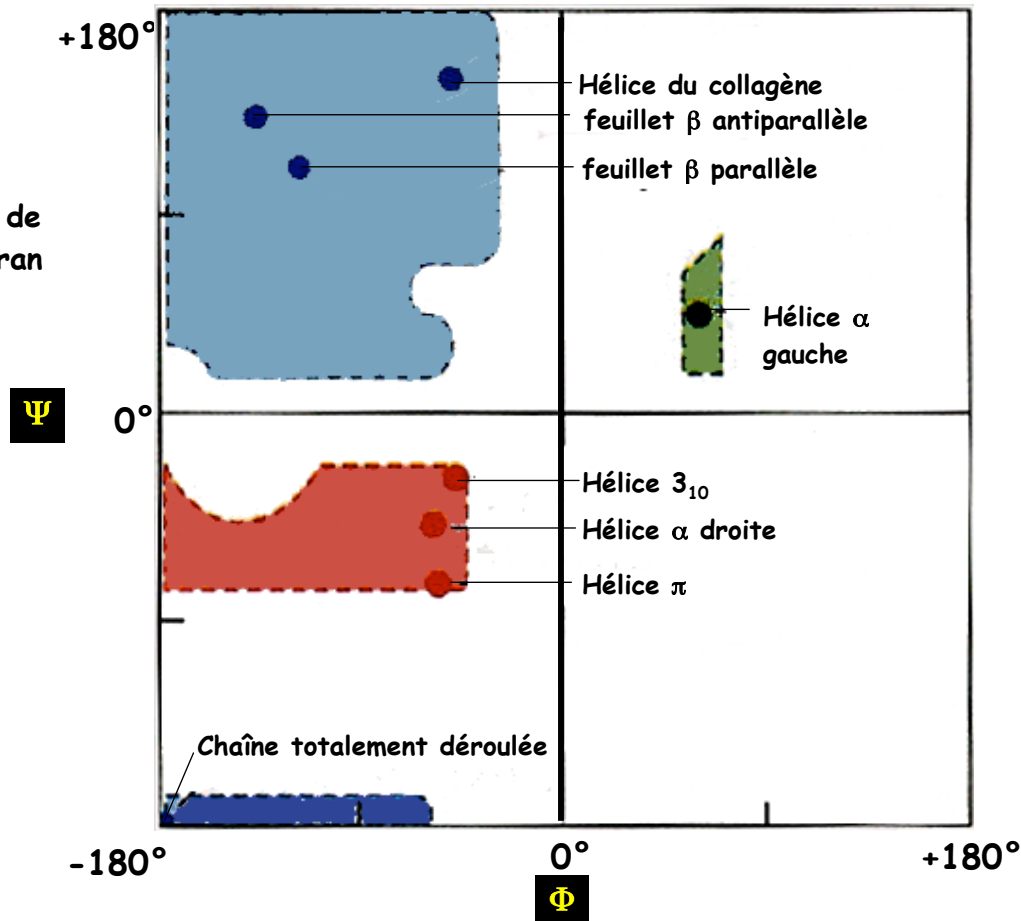 +180°
Hélice du collagène
feuillet β antiparallèle
feuillet β parallèle
de
ran
Hélice α
gauche
Ψ
0°
Hélice 3₁₀
Hélice α droite
Hélice π
Chaîne totalement déroulée
-180°
0°
+180°
Φ